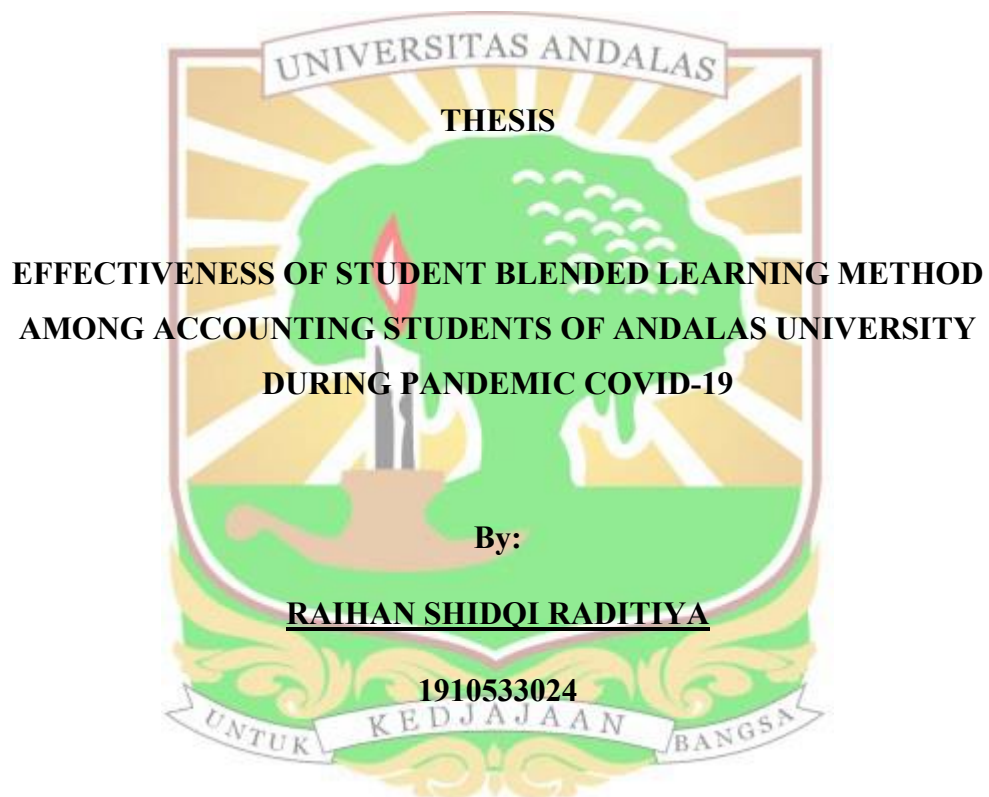 UNIVERSITAS ANDALAS
THESIS
EFFECTIVENESS OF STUDENT BLENDED LEARNING METHOD
AMONG ACCOUNTING STUDENTS OF ANDALAS UNIVERSITY
DURING PANDEMIC COVID-19
By:
RAIHAN SHIDQI RADITIYA
1910533024
UNTUK KEDJAJAAN BANGSA